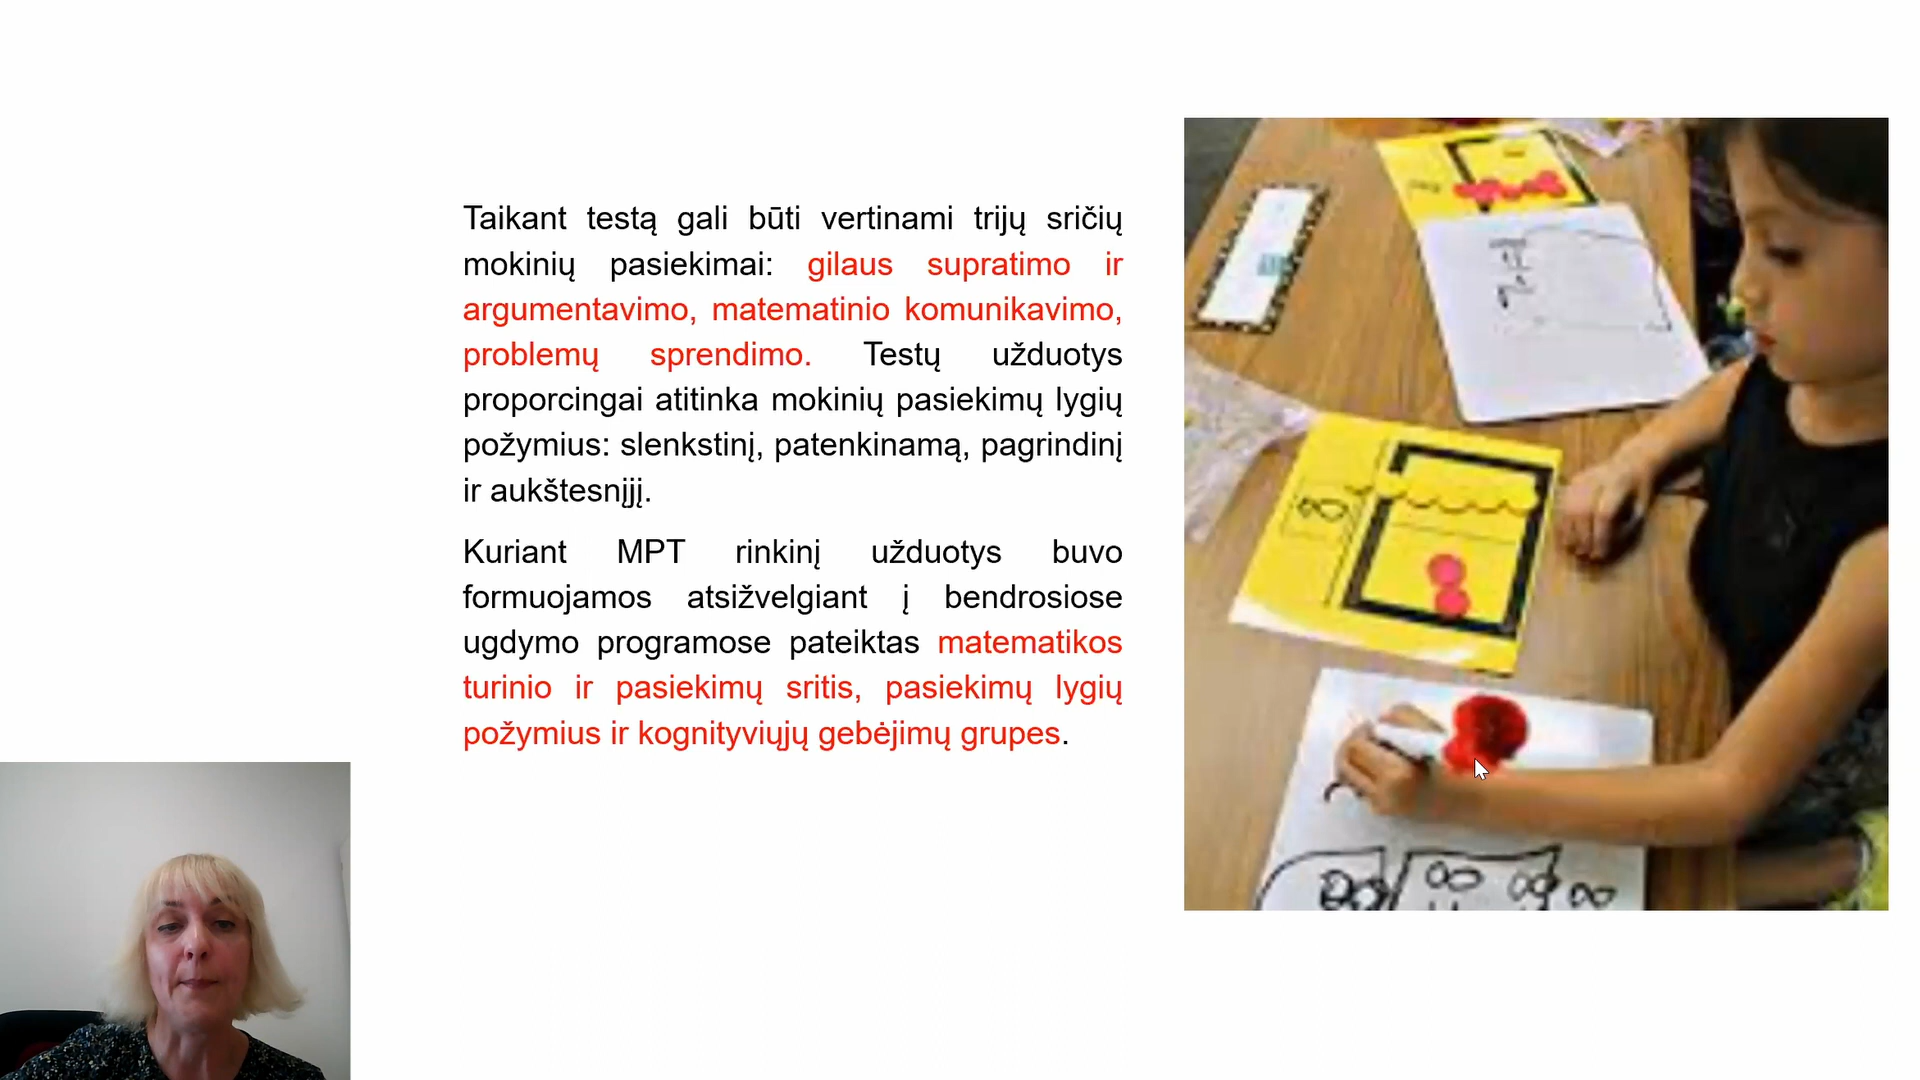 Taikant testą gali būti vertinami trijų sričių
mokinių pasiekimai: gilaus supratimo ir
argumentavimo, matematinio komunikavimo,
problemų sprendimo. Testų užduotys
proporcingai atitinka mokinių pasiekimų lygių
požymius: slenkstinį, patenkinamą, pagrindinį
ir aukštesnįjį.
Kuriant MPT rinkinį užduotys buvo
formuojamos atsižvelgiant į bendrosiose
ugdymo programose pateiktas matematikos
turinio ir pasiekimų sritis, pasiekimų lygių
požymius ir kognityviųjų gebėjimų grupes.
8